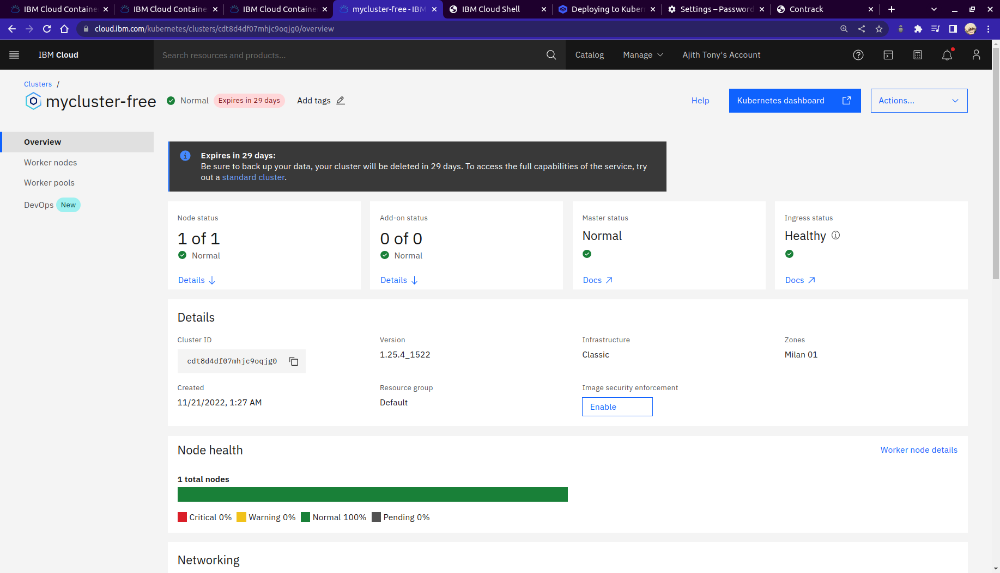 IBM Cloud Containe
IBM Cloud Containe
IBM Cloud Containe
mycluster-free - IBM
IBM Cloud Shell
Deploying to Kubern
Settings – Password
Contrack
cloud.ibm.com/kubernetes/clusters/cdt8d4df07mhjc9oqjg0/overview
IBM Cloud
Search resources and products...
Catalog
Manage
Ajith Tony's Account
Clusters /
mycluster-free
Normal
Expires in 29 days
Add tags
Help
Kubernetes dashboard
Actions...
Overview
Worker nodes
Worker pools
DevOps New
Expires in 29 days:
Be sure to back up your data, your cluster will be deleted in 29 days. To access the full capabilities of the service, try
out a standard cluster.
Node status
1 of 1
Normal
Details
Add-on status
0 of 0
Normal
Details
Master status
Normal
Docs
Ingress status
Healthy
Docs
Details
Cluster ID
cdt8d4df07mhjc9oqjg0
Version
1.25.4_1522
Infrastructure
Classic
Zones
Milan 01
Created
11/21/2022, 1:27 AM
Resource group
Default
Image security enforcement
Enable
Node health
Worker node details
1 total nodes
Critical 0% Warning 0% Normal 100% Pending 0%
Networking